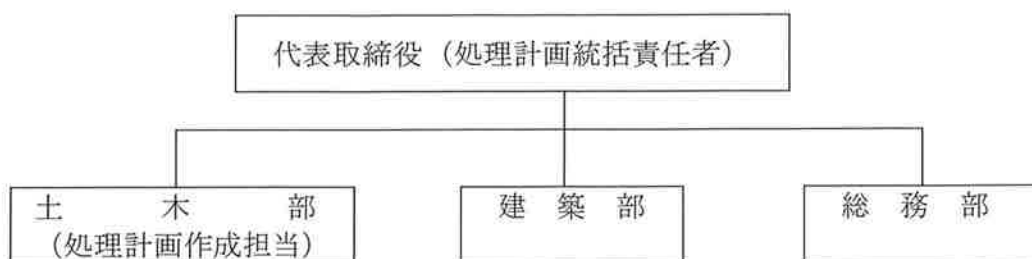 代表取締役（処理計画統括責任者）
土木部
（処理計画作成担当）
建築部
総務部